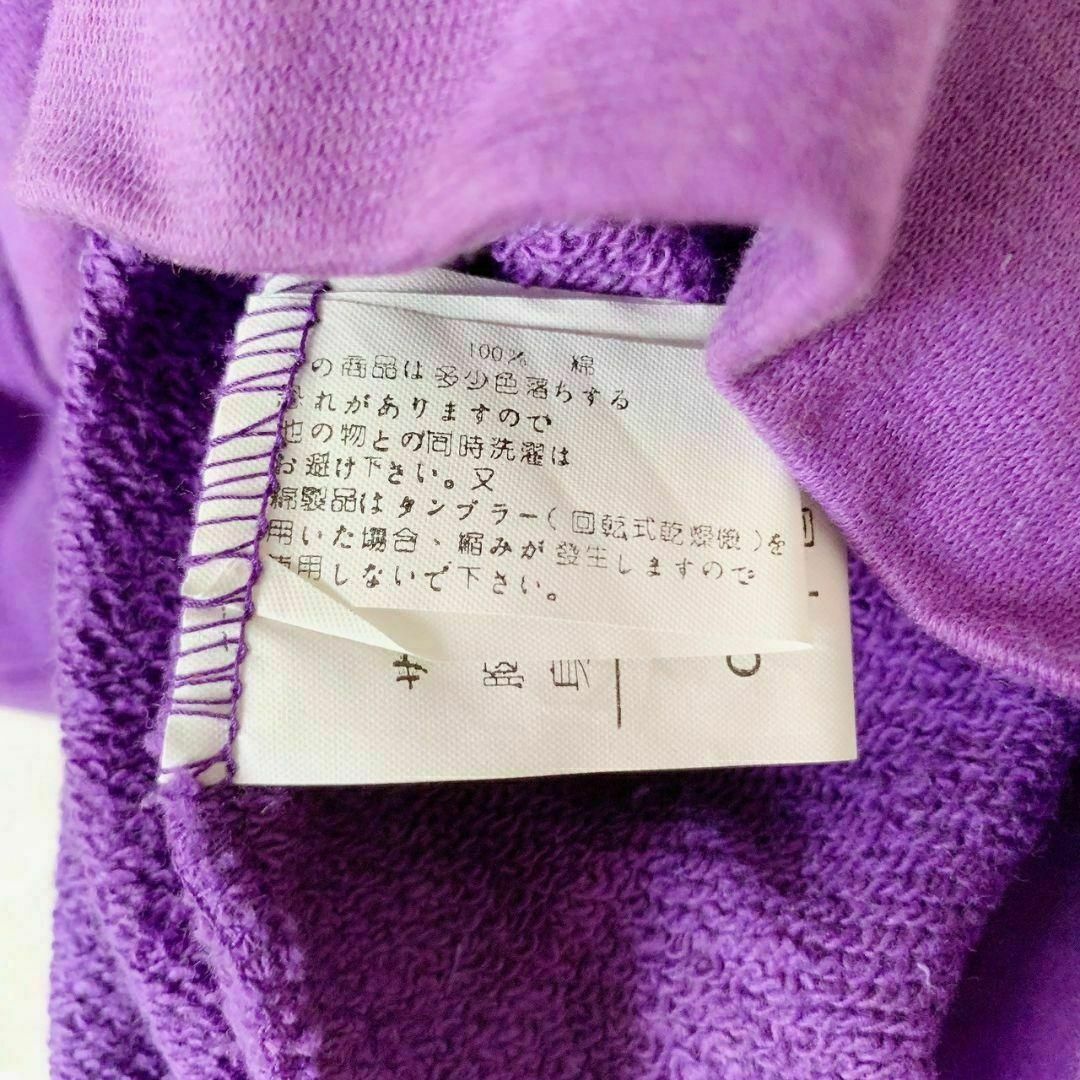 100% 綿
の商品は多少色落ちする
れがありますので
他の物との同時洗濯は
お避け下さい。又
綿製品はタンブラー(回転式乾燥機)を
用いた場合、縮みが發生しますので
用しないで下さい。